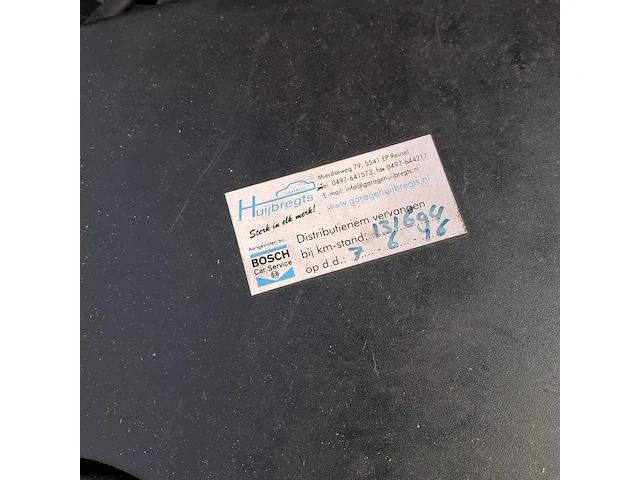 GARAGE
Huijbregts
Mierdseweg 79, 5541 EP Reusel
Tel. 0497-641573, fax 0497-644217
E-mail: info@garagehuijbregts.nl
www.garagehuijbregts.nl
Sterk in elk merk!
Aangesloten bij:
BOSCH
Car Service
Distributieriem vervangen
bij km-stand: 131694
op d.d.: 7 - 6 - 16